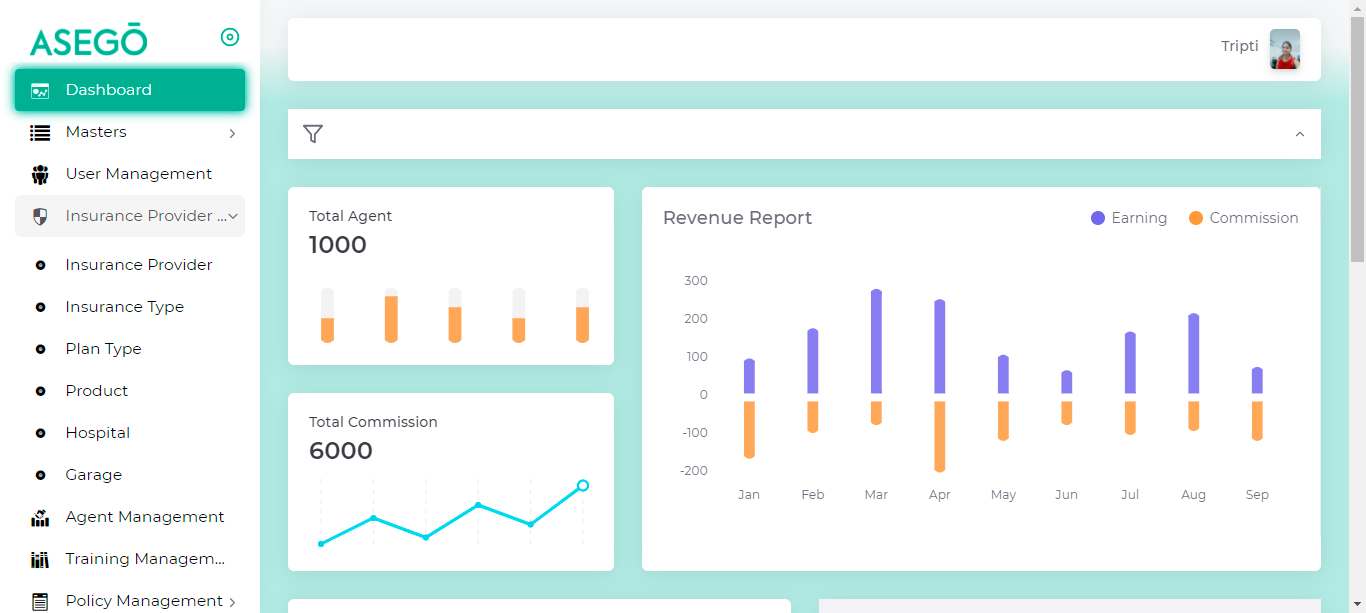 ASEGŌ
Dashboard
Masters
User Management
Insurance Provider ...
Insurance Provider
Insurance Type
Plan Type
Product
Hospital
Garage
Agent Management
Training Managem...
Policy Management
Tripti
Total Agent
1000
Total Commission
6000
Revenue Report
Earning
Commission
300
200
100
0
-100
-200
Jan Feb Mar Apr May Jun Jul Aug Sep